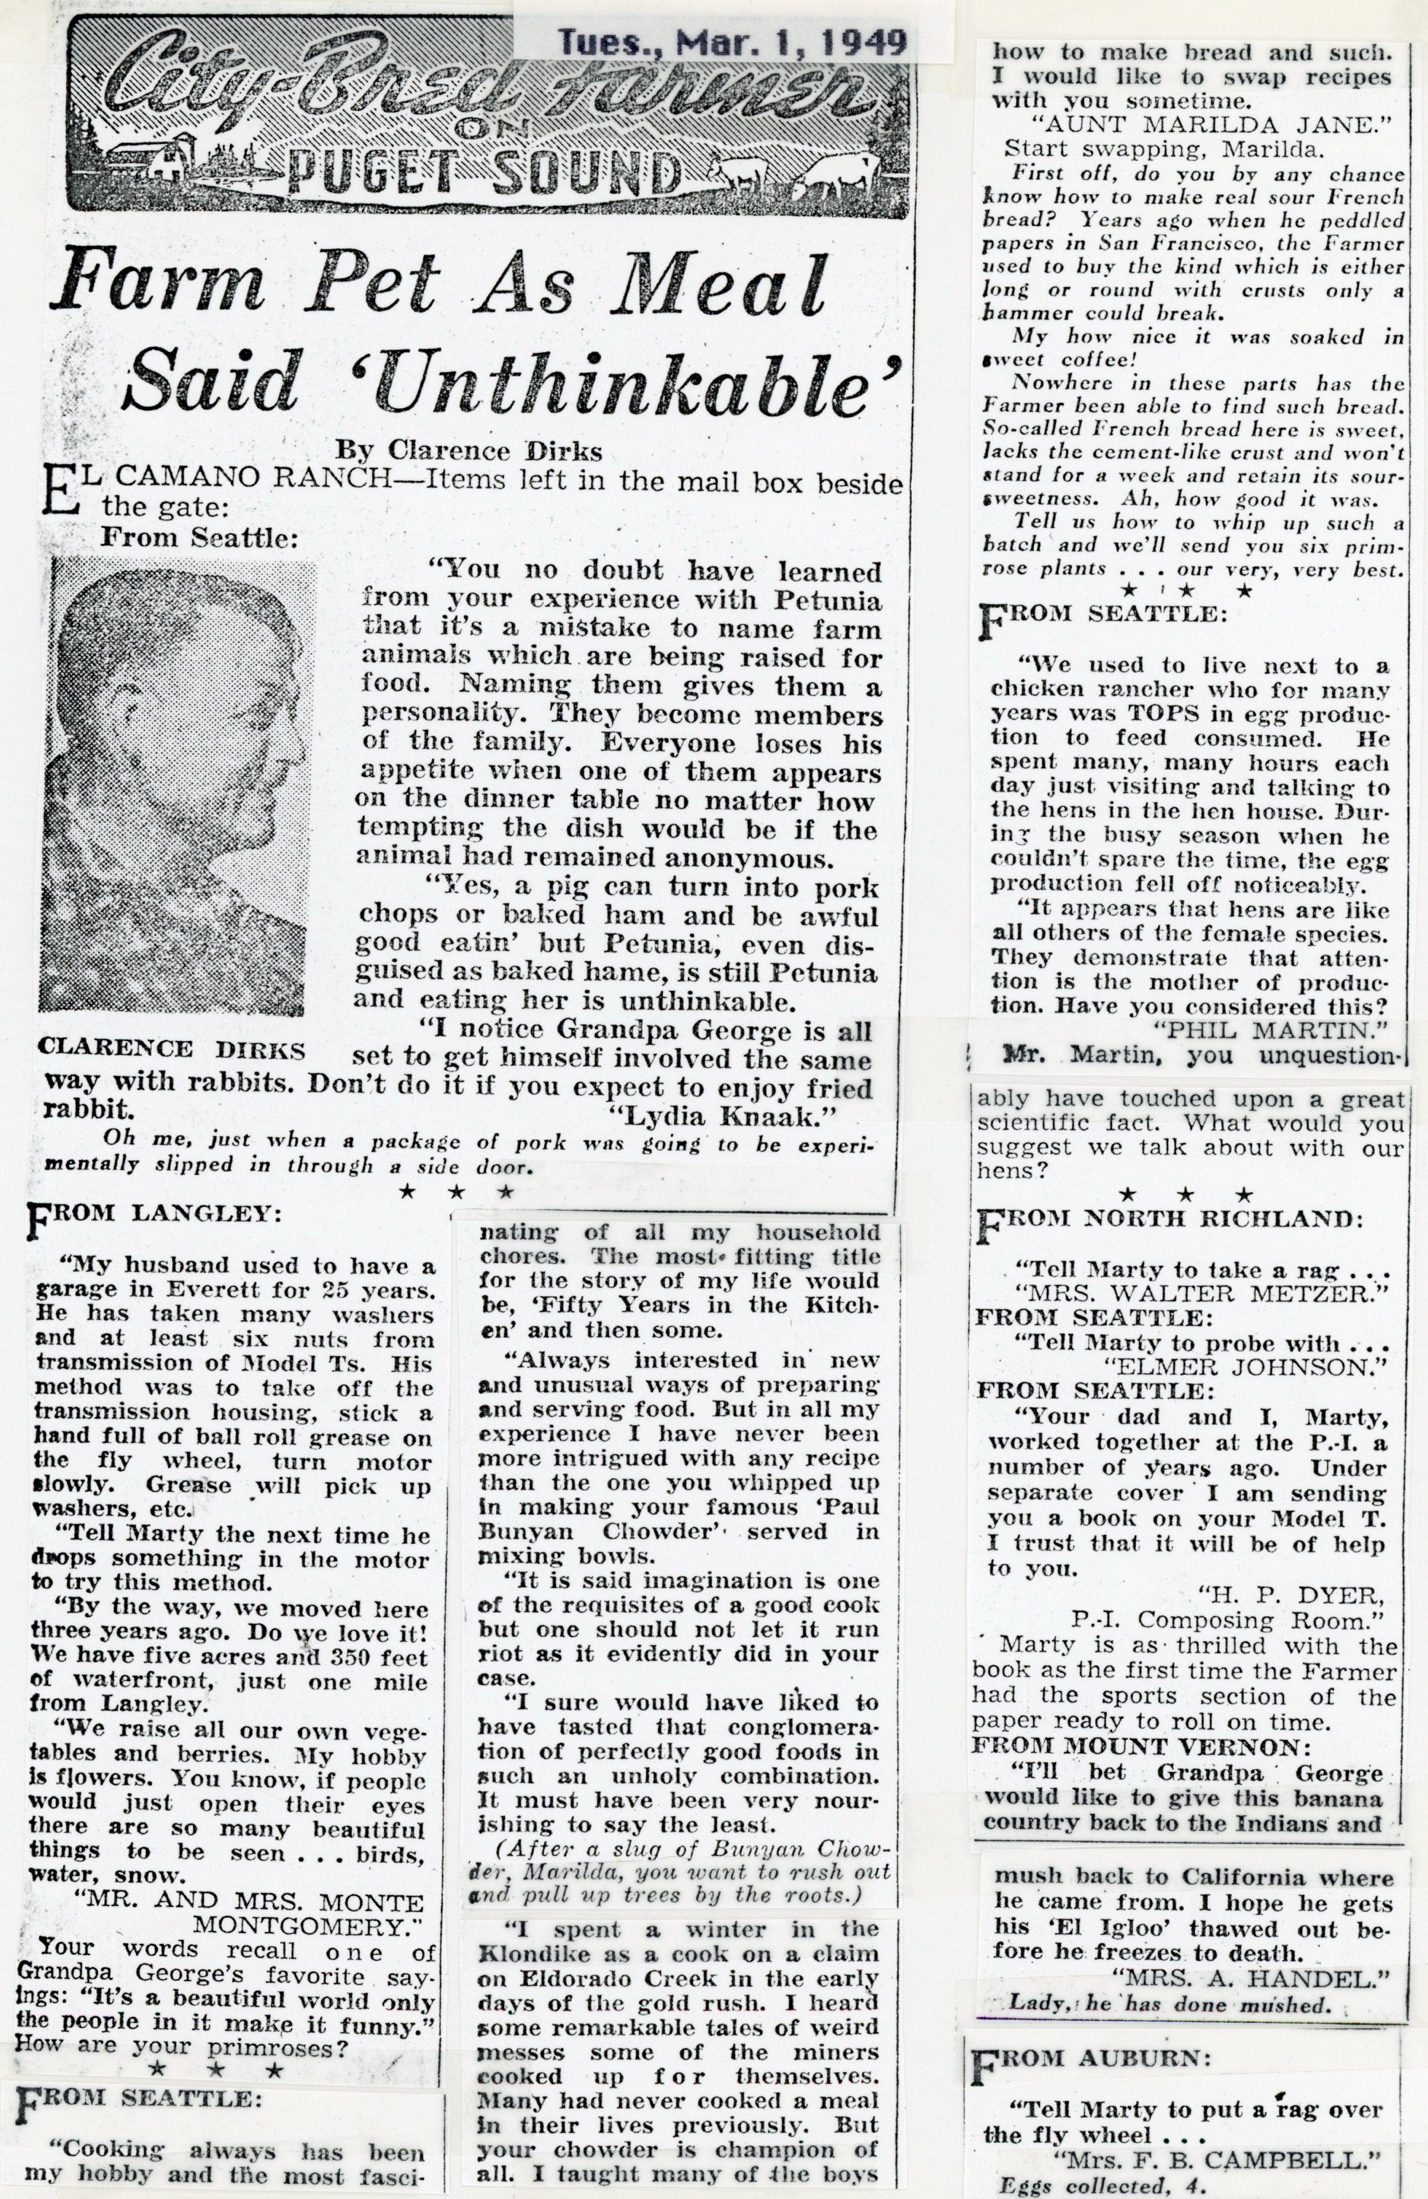 Tues., Mar. 1, 1949
City-Bred Farmer
ON
PUGET SOUND
Farm Pet As Meal
Said ‘Unthinkable’
By Clarence Dirks
EL CAMANO RANCH—Items left in the mail box beside
the gate:
From Seattle:
“You no doubt have learned
from your experience with Petunia
that it's a mistake to name farm
animals which are being raised for
food. Naming them gives them a
personality. They become members
of the family. Everyone loses his
appetite when one of them appears
on the dinner table no matter how
tempting the dish would be if the
animal had remained anonymous.
“Yes, a pig can turn into pork
chops or baked ham and be awful
good eatin’ but Petunia, even dis-
guised as baked hame, is still Petunia
and eating her is unthinkable.
“I notice Grandpa George is all
CLARENCE DIRKS
set to get himself involved the same
way with rabbits. Don't do it if you expect to enjoy fried
rabbit. “Lydia Knaak.”
Oh me, just when a package of pork was going to be experi-
mentally slipped in through a side door.
★ ★ ★
FROM LANGLEY:
“My husband used to have a
garage in Everett for 25 years.
He has taken many washers
and at least six nuts from
transmission of Model Ts. His
method was to take off the
transmission housing, stick a
hand full of ball roll grease on
the fly wheel, turn motor
slowly. Grease will pick up
washers, etc.
“Tell Marty the next time he
drops something in the motor
to try this method.
“By the way, we moved here
three years ago. Do we love it!
We have five acres and 350 feet
of waterfront, just one mile
from Langley.
“We raise all our own vege-
tables and berries. My hobby
is flowers. You know, if people
would just open their eyes
there are so many beautiful
things to be seen . . . birds,
water, snow.
“MR. AND MRS. MONTE
MONTGOMERY.”
Your words recall one of
Grandpa George's favorite say-
ings: “It's a beautiful world only
the people in it make it funny.”
How are your primroses?
★ ★ ★
FROM SEATTLE:
“Cooking always has been
my hobby and the most fasci-
nating of all my household
chores. The most fitting title
for the story of my life would
be, ‘Fifty Years in the Kitch-
en’ and then some.
“Always interested in new
and unusual ways of preparing
and serving food. But in all my
experience I have never been
more intrigued with any recipe
than the one you whipped up
in making your famous ‘Paul
Bunyan Chowder’ served in
mixing bowls.
“It is said imagination is one
of the requisites of a good cook
but one should not let it run
riot as it evidently did in your
case.
“I sure would have liked to
have tasted that conglomera-
tion of perfectly good foods in
such an unholy combination.
It must have been very nour-
ishing to say the least.
(After a slug of Bunyan Chow-
der, Marilda, you want to rush out
and pull up trees by the roots.)
“I spent a winter in the
Klondike as a cook on a claim
on Eldorado Creek in the early
days of the gold rush. I heard
some remarkable tales of weird
messes some of the miners
cooked up for themselves.
Many had never cooked a meal
in their lives previously. But
your chowder is champion of
all. I taught many of the boys
how to make bread and such.
I would like to swap recipes
with you sometime.
“AUNT MARILDA JANE.”
Start swapping, Marilda.
First off, do you by any chance
know how to make real sour French
bread? Years ago when he peddled
papers in San Francisco, the Farmer
used to buy the kind which is either
long or round with crusts only a
hammer could break.
My how nice it was soaked in
sweet coffee!
Nowhere in these parts has the
Farmer been able to find such bread.
So-called French bread here is sweet,
lacks the cement-like crust and won't
stand for a week and retain its sour-
sweetness. Ah, how good it was.
Tell us how to whip up such a
batch and we'll send you six prim-
rose plants . . . our very, very best.
★ ★ ★
FROM SEATTLE:
“We used to live next to a
chicken rancher who for many
years was TOPS in egg produc-
tion to feed consumed. He
spent many, many hours each
day just visiting and talking to
the hens in the hen house. Dur-
ing the busy season when he
couldn't spare the time, the egg
production fell off noticeably.
“It appears that hens are like
all others of the female species.
They demonstrate that atten-
tion is the mother of produc-
tion. Have you considered this?
“PHIL MARTIN.”
Mr. Martin, you unquestion-
ably have touched upon a great
scientific fact. What would you
suggest we talk about with our
hens?
★ ★ ★
FROM NORTH RICHLAND:
“Tell Marty to take a rag . . .
“MRS. WALTER METZER.”
FROM SEATTLE:
“Tell Marty to probe with . . .
“ELMER JOHNSON.”
FROM SEATTLE:
“Your dad and I, Marty,
worked together at the P.-I. a
number of years ago. Under
separate cover I am sending
you a book on your Model T.
I trust that it will be of help
to you.
“H. P. DYER,
P.-I. Composing Room.”
Marty is as thrilled with the
book as the first time the Farmer
had the sports section of the
paper ready to roll on time.
FROM MOUNT VERNON:
“I'll bet Grandpa George
would like to give this banana
country back to the Indians and
mush back to California where
he came from. I hope he gets
his ‘El Igloo’ thawed out be-
fore he freezes to death.
“MRS. A. HANDEL.”
Lady, he has done mushed.
FROM AUBURN:
“Tell Marty to put a rag over
the fly wheel . . .
“Mrs. F. B. CAMPBELL.”
Eggs collected, 4.